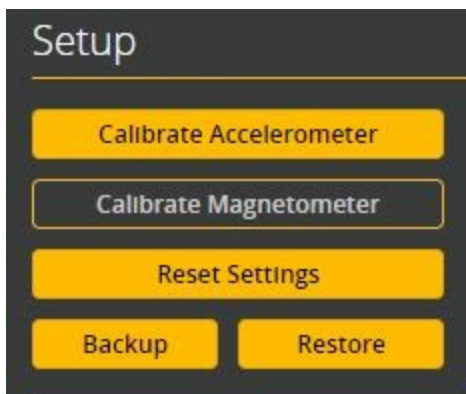 Setup
Calibrate Accelerometer
Calibrate Magnetometer
Reset Settings
Backup Restore